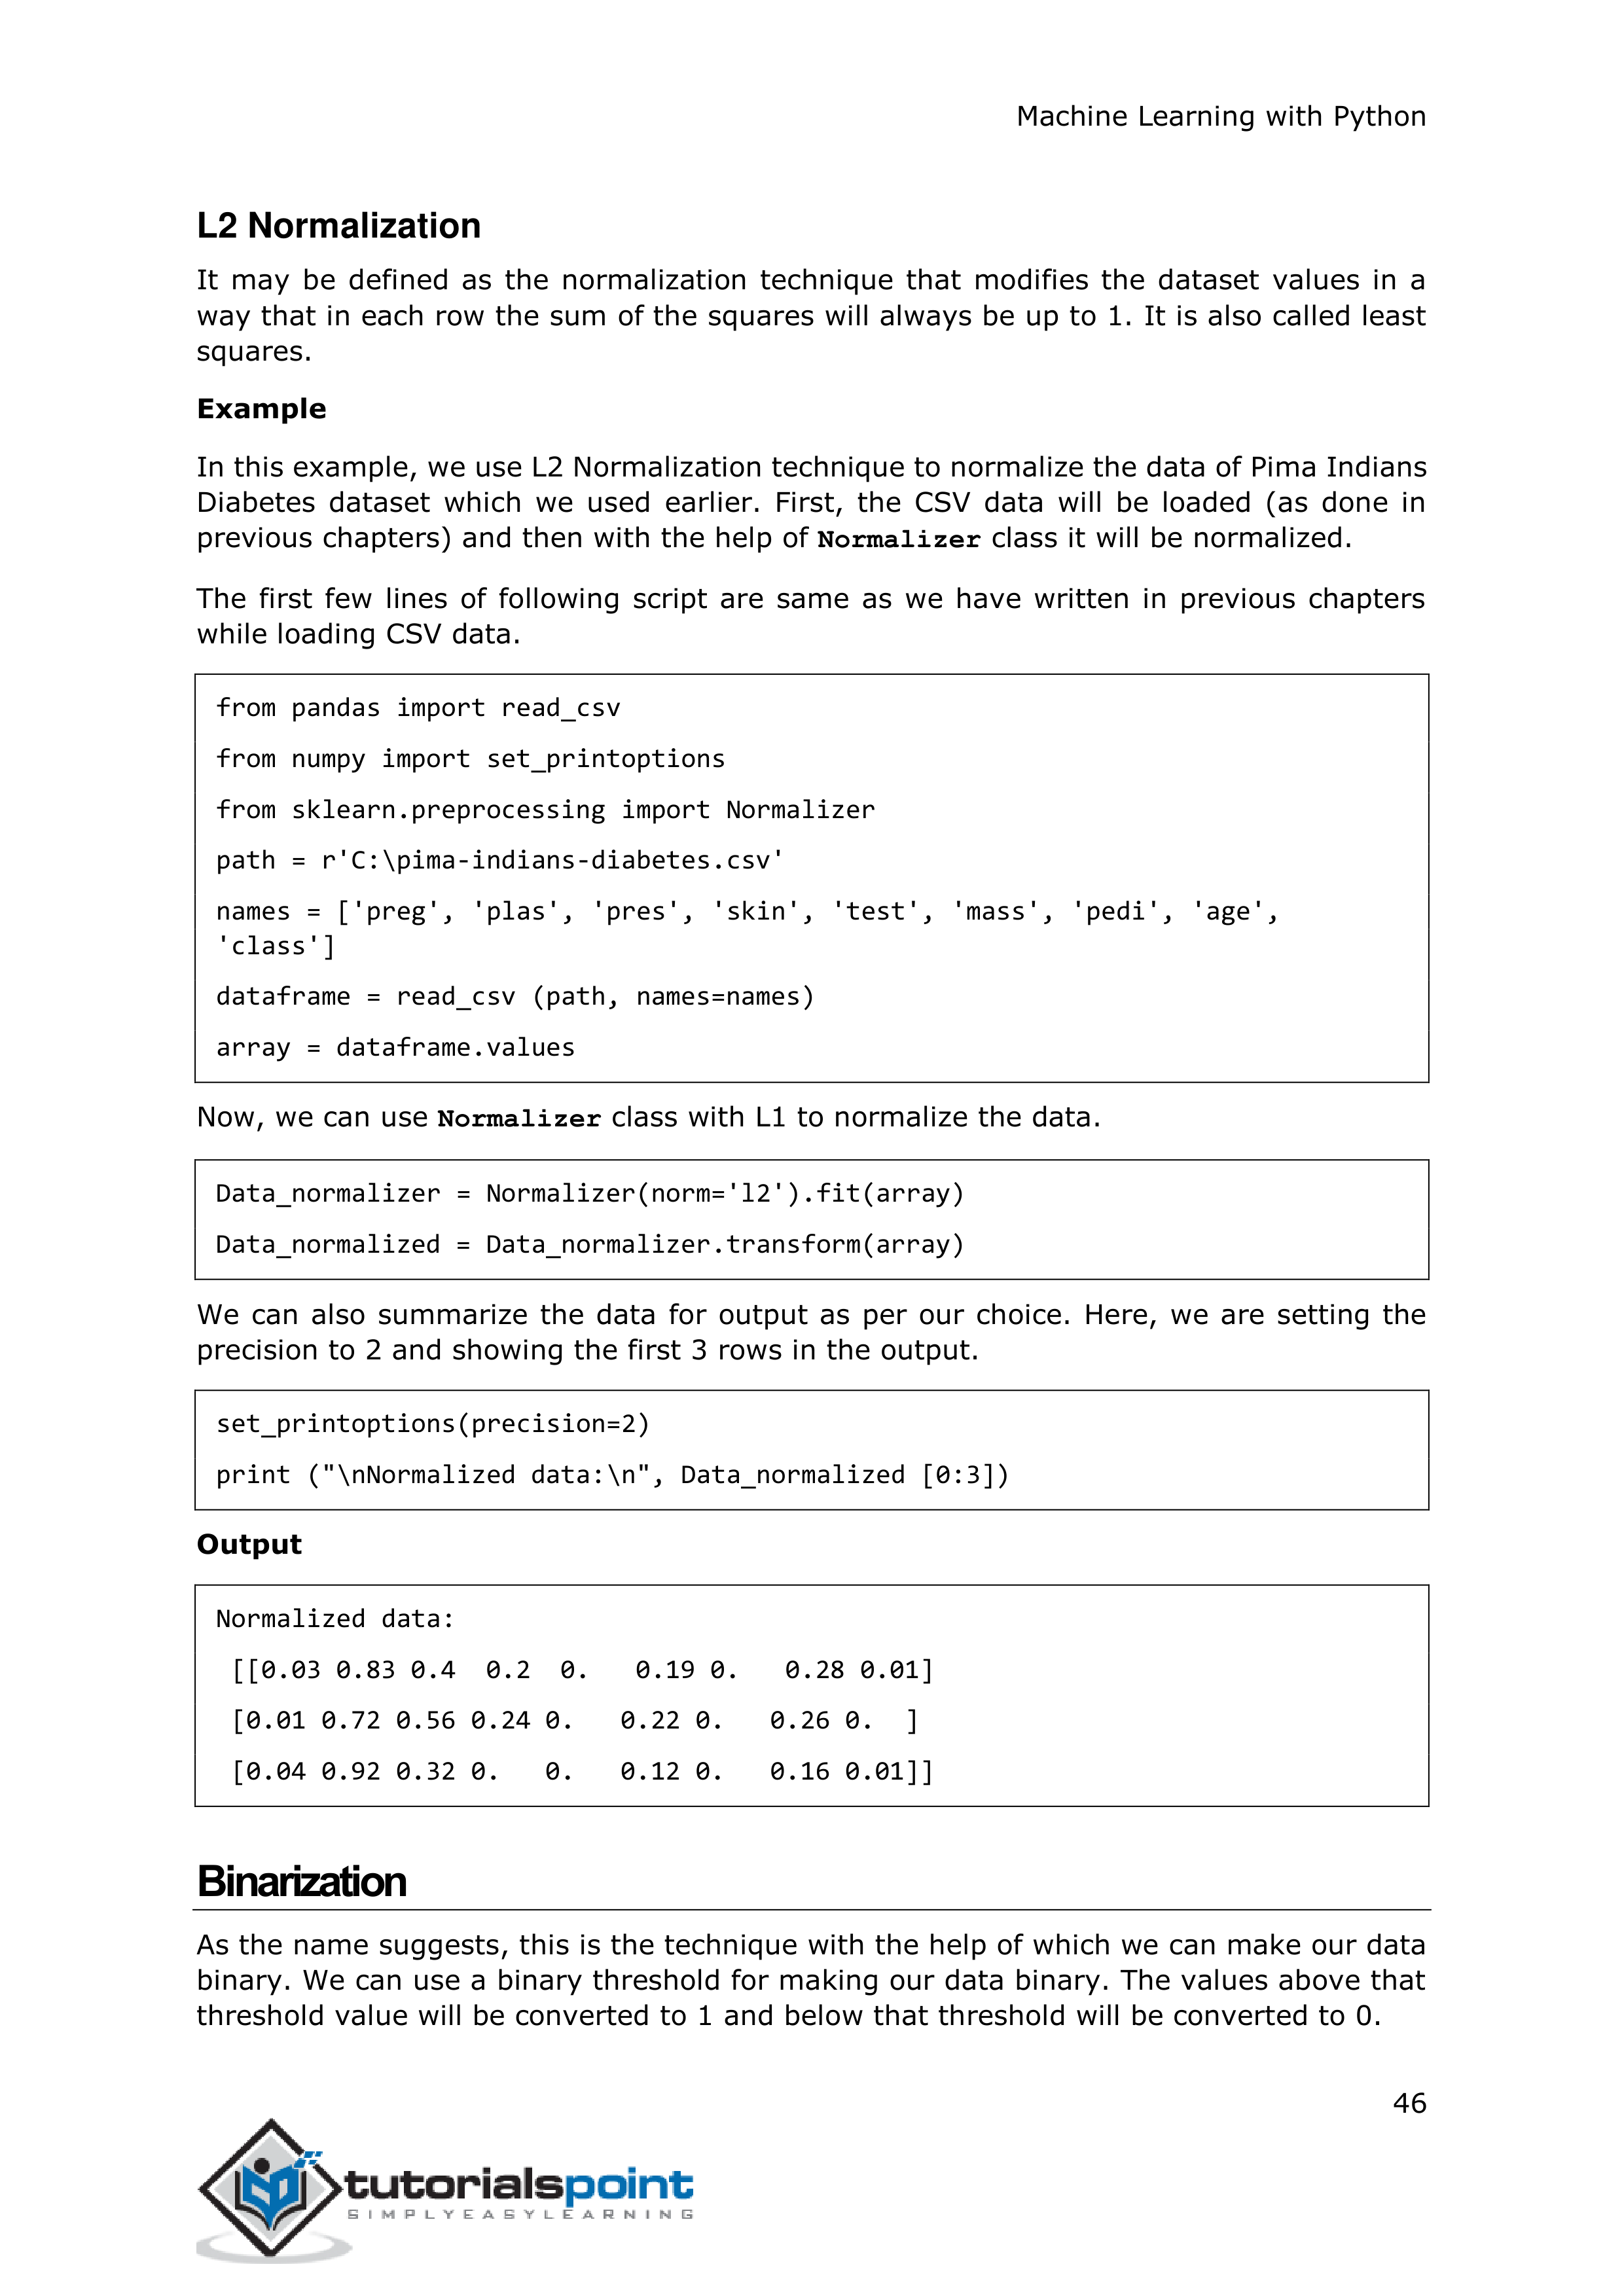 Machine Learning with Python
L2 Normalization
It may be defined as the normalization technique that modifies the dataset values in a
way that in each row the sum of the squares will always be up to 1. It is also called least
squares.
Example
In this example, we use L2 Normalization technique to normalize the data of Pima Indians
Diabetes dataset which we used earlier. First, the CSV data will be loaded (as done in
previous chapters) and then with the help of Normalizer class it will be normalized.
The first few lines of following script are same as we have written in previous chapters
while loading CSV data.
from pandas import read_csv
from numpy import set_printoptions
from sklearn.preprocessing import Normalizer
path = r'C:\pima-indians-diabetes.csv'
names = ['preg', 'plas', 'pres', 'skin', 'test', 'mass', 'pedi', 'age',
'class']
dataframe = read_csv (path, names=names)
array = dataframe.values
Now, we can use Normalizer class with L1 to normalize the data.
Data_normalizer = Normalizer(norm='l2').fit(array)
Data_normalized = Data_normalizer.transform(array)
We can also summarize the data for output as per our choice. Here, we are setting the
precision to 2 and showing the first 3 rows in the output.
set_printoptions(precision=2)
print ("\nNormalized data:\n", Data_normalized [0:3])
Output
Normalized data:
[[0.03 0.83 0.4  0.2  0.   0.19 0.   0.28 0.01]
[0.01 0.72 0.56 0.24 0.   0.22 0.   0.26 0.  ]
[0.04 0.92 0.32 0.   0.   0.12 0.   0.16 0.01]]
Binarization
As the name suggests, this is the technique with the help of which we can make our data
binary. We can use a binary threshold for making our data binary. The values above that
threshold value will be converted to 1 and below that threshold will be converted to 0.
46
tutorialspoint
SIMPLYEASYLEARNING